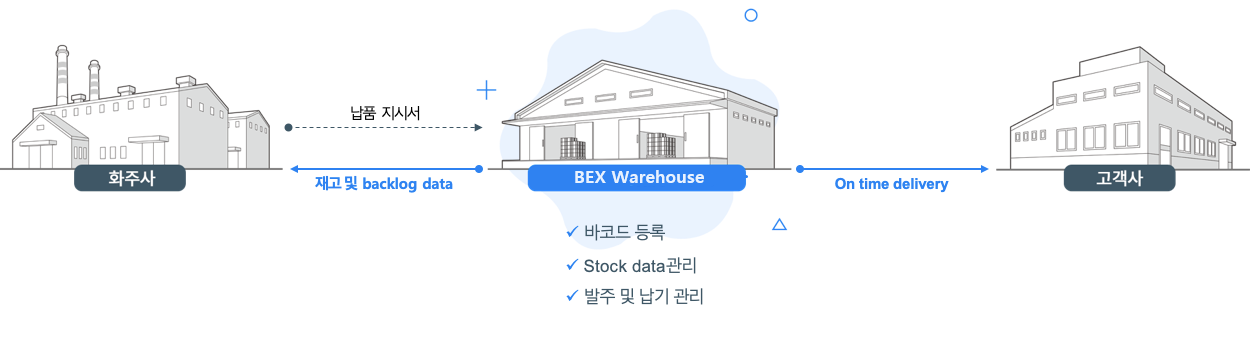 납품 지시서
화주사
재고 및 backlog data
BEX Warehouse
On time delivery
고객사
바코드 등록
Stock data관리
발주 및 납기 관리